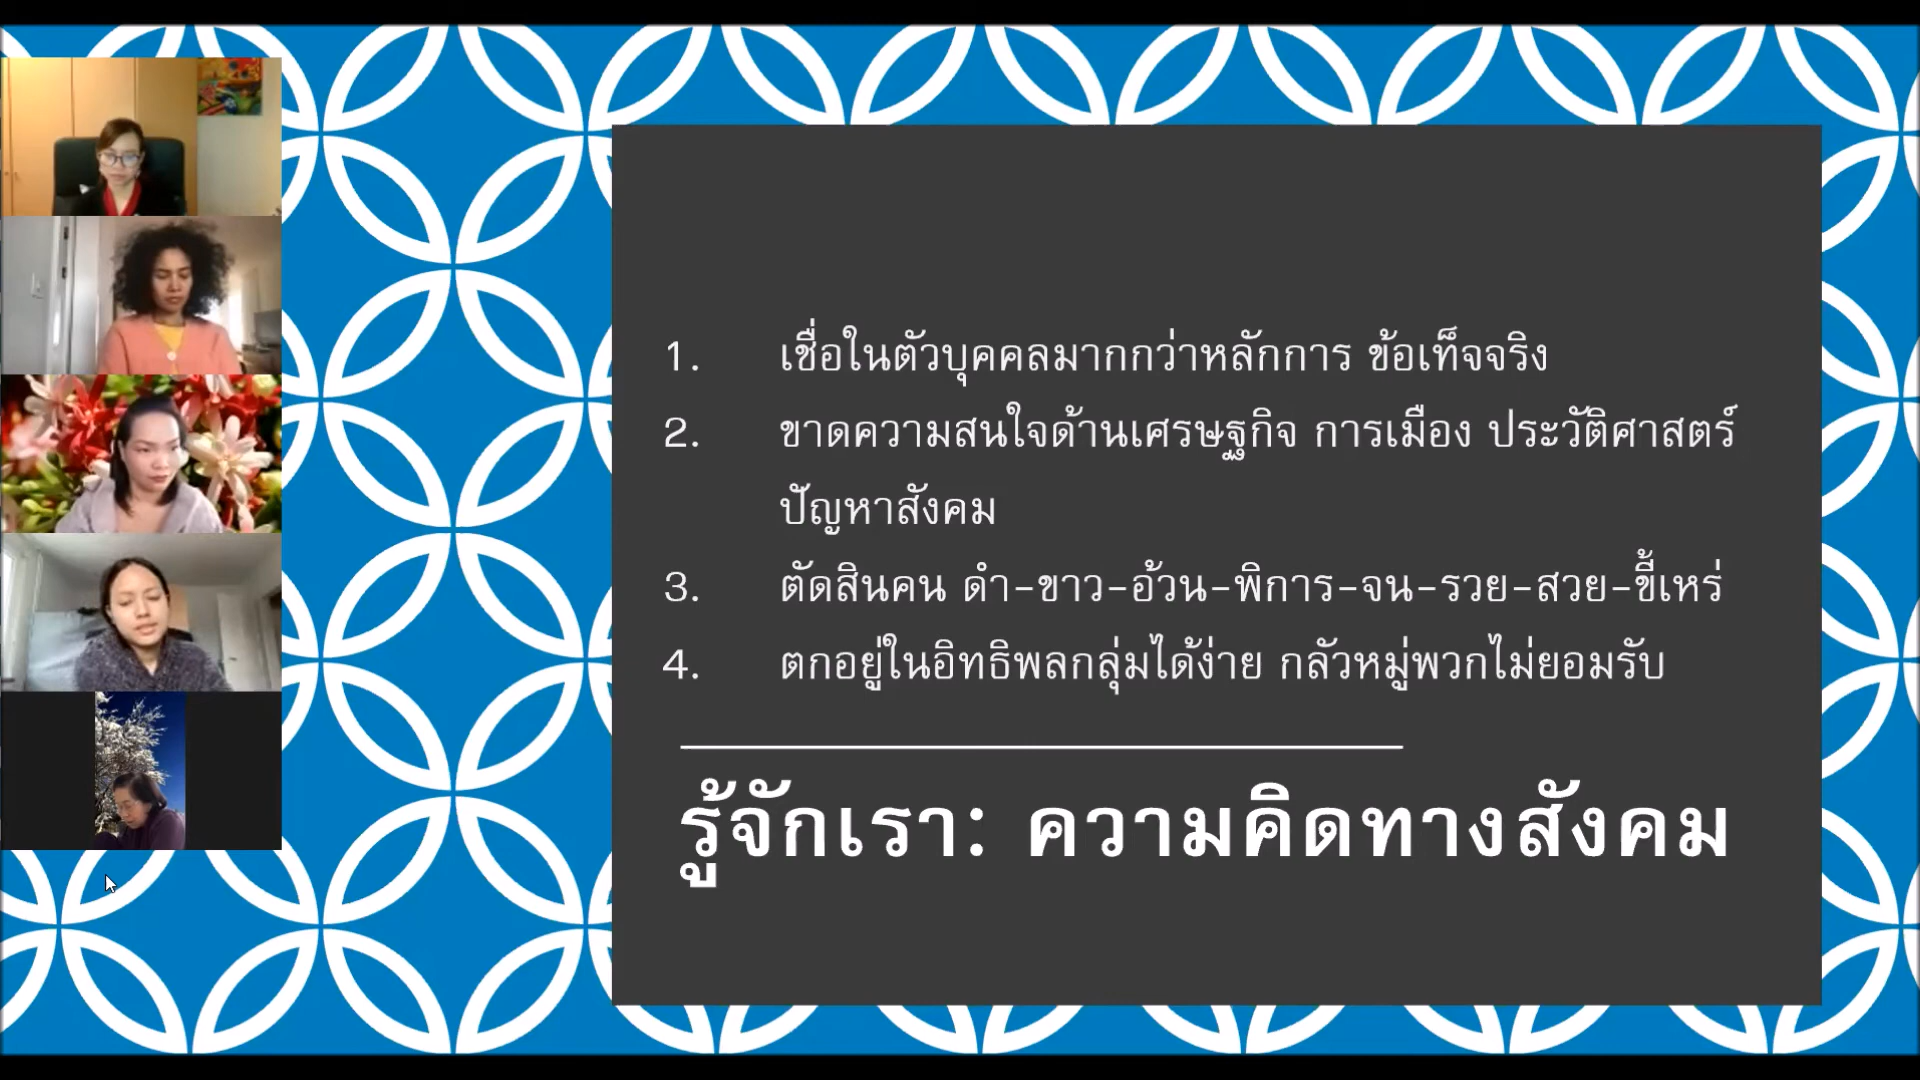 1. เชื่อในตัวบุคคลมากกว่าหลักการ ข้อเท็จจริง
2. ขาดความสนใจด้านเศรษฐกิจ การเมือง ประวัติศาสตร์
ปัญหาสังคม
3. ตัดสินคน ดำ-ขาว-อ้วน-พิการ-จน-รวย-สวย-ขี้เหร่
4. ตกอยู่ในอิทธิพลกลุ่มได้ง่าย กลัวหมู่พวกไม่ยอมรับ
รู้จักเรา: ความคิดทางสังคม